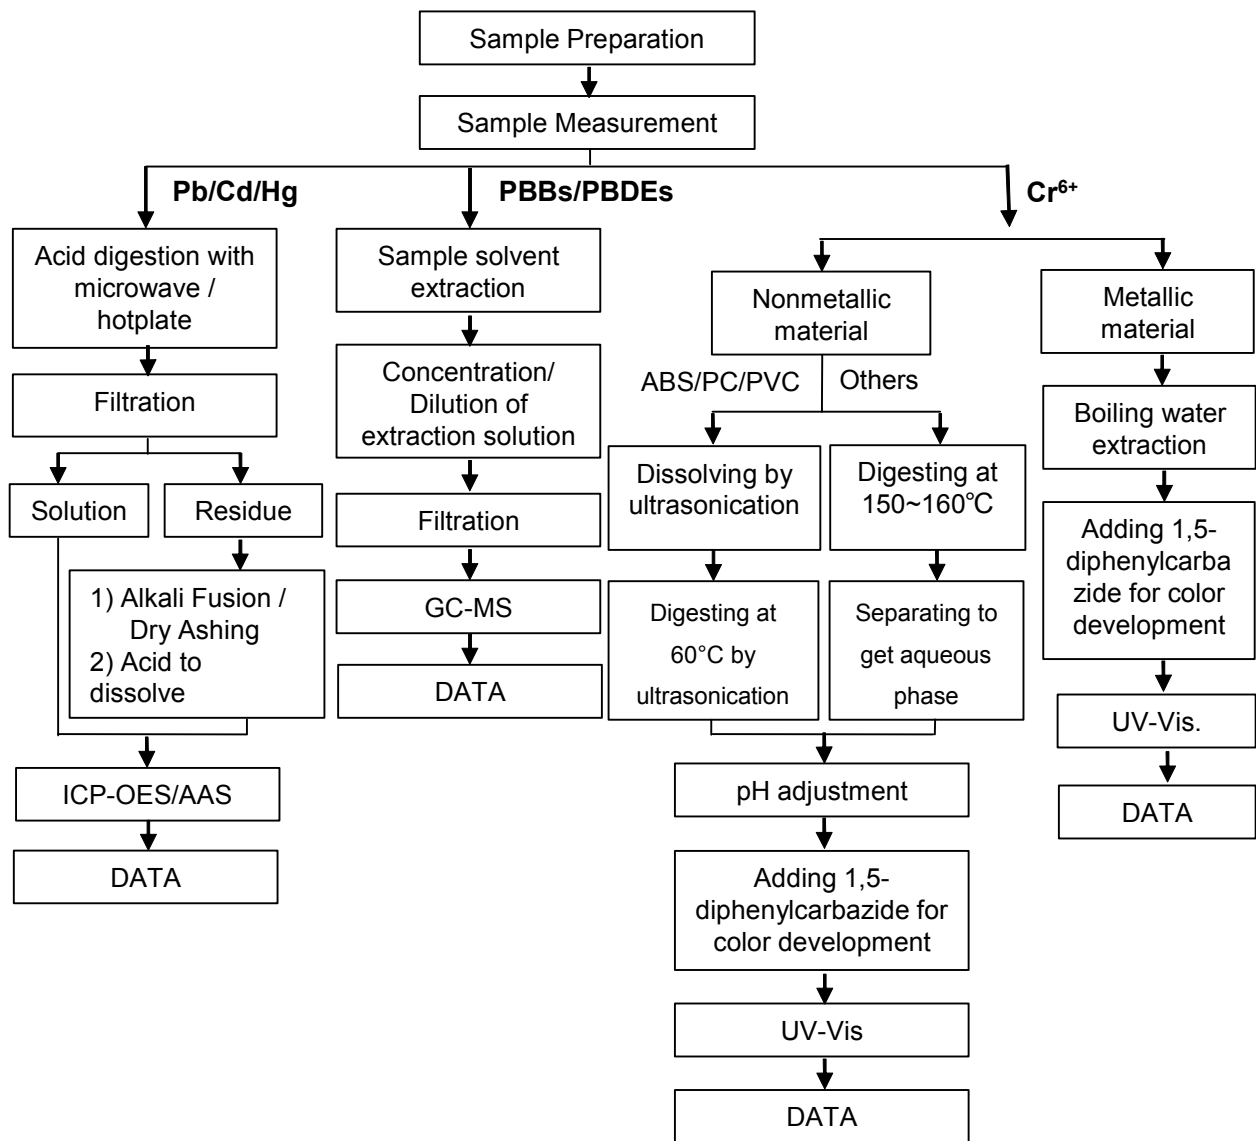 Sample Preparation
Sample Measurement
Pb/Cd/Hg
PBBs/PBDEs
Cr⁶⁺
Acid digestion with
microwave /
hotplate
Filtration
Solution
Residue
1) Alkali Fusion /
Dry Ashing
2) Acid to
dissolve
ICP-OES/AAS
DATA
Sample solvent
extraction
Concentration/
Dilution of
extraction solution
Filtration
GC-MS
DATA
Nonmetallic
material
ABS/PC/PVC
Others
Dissolving by
ultrasonication
Digesting at
60°C by
ultrasonication
Digesting at
150~160℃
Separating to
get aqueous
phase
pH adjustment
Adding 1,5-
diphenylcarbazide for
color development
UV-Vis
DATA
Metallic
material
Boiling water
extraction
Adding 1,5-
diphenylcarba
zide for color
development
UV-Vis.
DATA